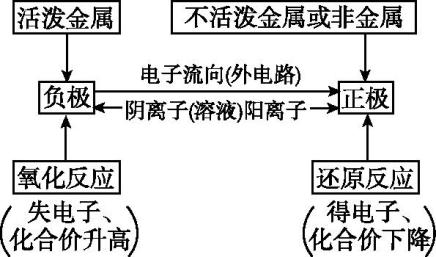 活泼金属
不活泼金属或非金属
电子流向(外电路)
负极
正极
阴离子(溶液)阳离子
氧化反应
还原反应
(失电子、
化合价升高)
(得电子、
化合价下降)